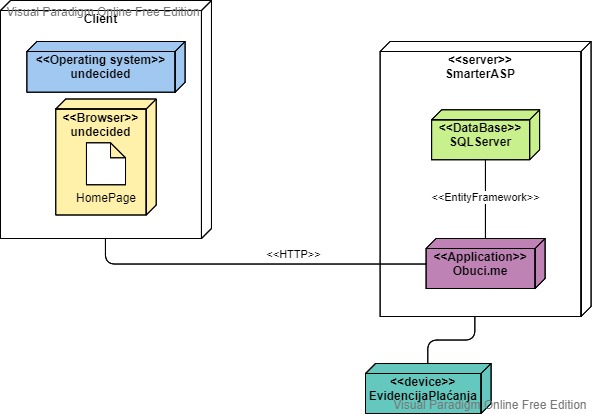 Visual Paradigm Online Free Edition
Client
<<Operating system>>
undecided
<<Browser>>
undecided
HomePage
<<HTTP>>
<<server>>
SmarterASP
<<DataBase>>
SQLServer
<<EntityFramework>>
<<Application>>
Obuci.me
<<device>>
EvidencijaPlaćanja
Visual Paradigm Online Free Edition